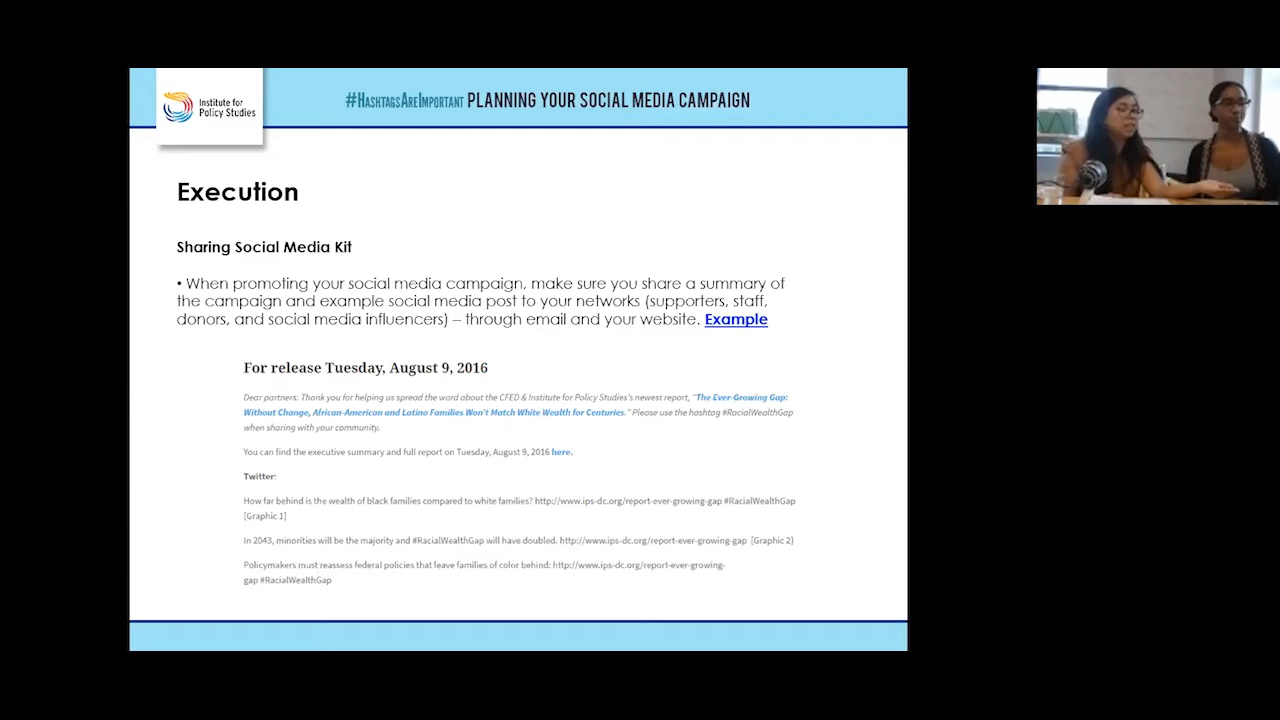 Institute for
Policy Studies
#HashtagsAreImportant PLANNING YOUR SOCIAL MEDIA CAMPAIGN
Execution
Sharing Social Media Kit
• When promoting your social media campaign, make sure you share a summary of
the campaign and example social media post to your networks (supporters, staff,
donors, and social media influencers) – through email and your website. Example
For release Tuesday, August 9, 2016
Dear partners: Thank you for helping us spread the word about the CFED & Institute for Policy Studies's newest report, "The Ever-Growing Gap:
Without Change, African-American and Latino Families Won't Match White Wealth for Centuries." Please use the hashtag #RacialWealthGap
when sharing with your community.
You can find the executive summary and full report on Tuesday, August 9, 2016 here.
Twitter:
How far behind is the wealth of black families compared to white families? http://www.ips-dc.org/report-ever-growing-gap #RacialWealthGap
[Graphic 1]
In 2043, minorities will be the majority and #RacialWealthGap will have doubled. http://www.ips-dc.org/report-ever-growing-gap [Graphic 2]
Policymakers must reassess federal policies that leave families of color behind: http://www.ips-dc.org/report-ever-growing-
gap #RacialWealthGap